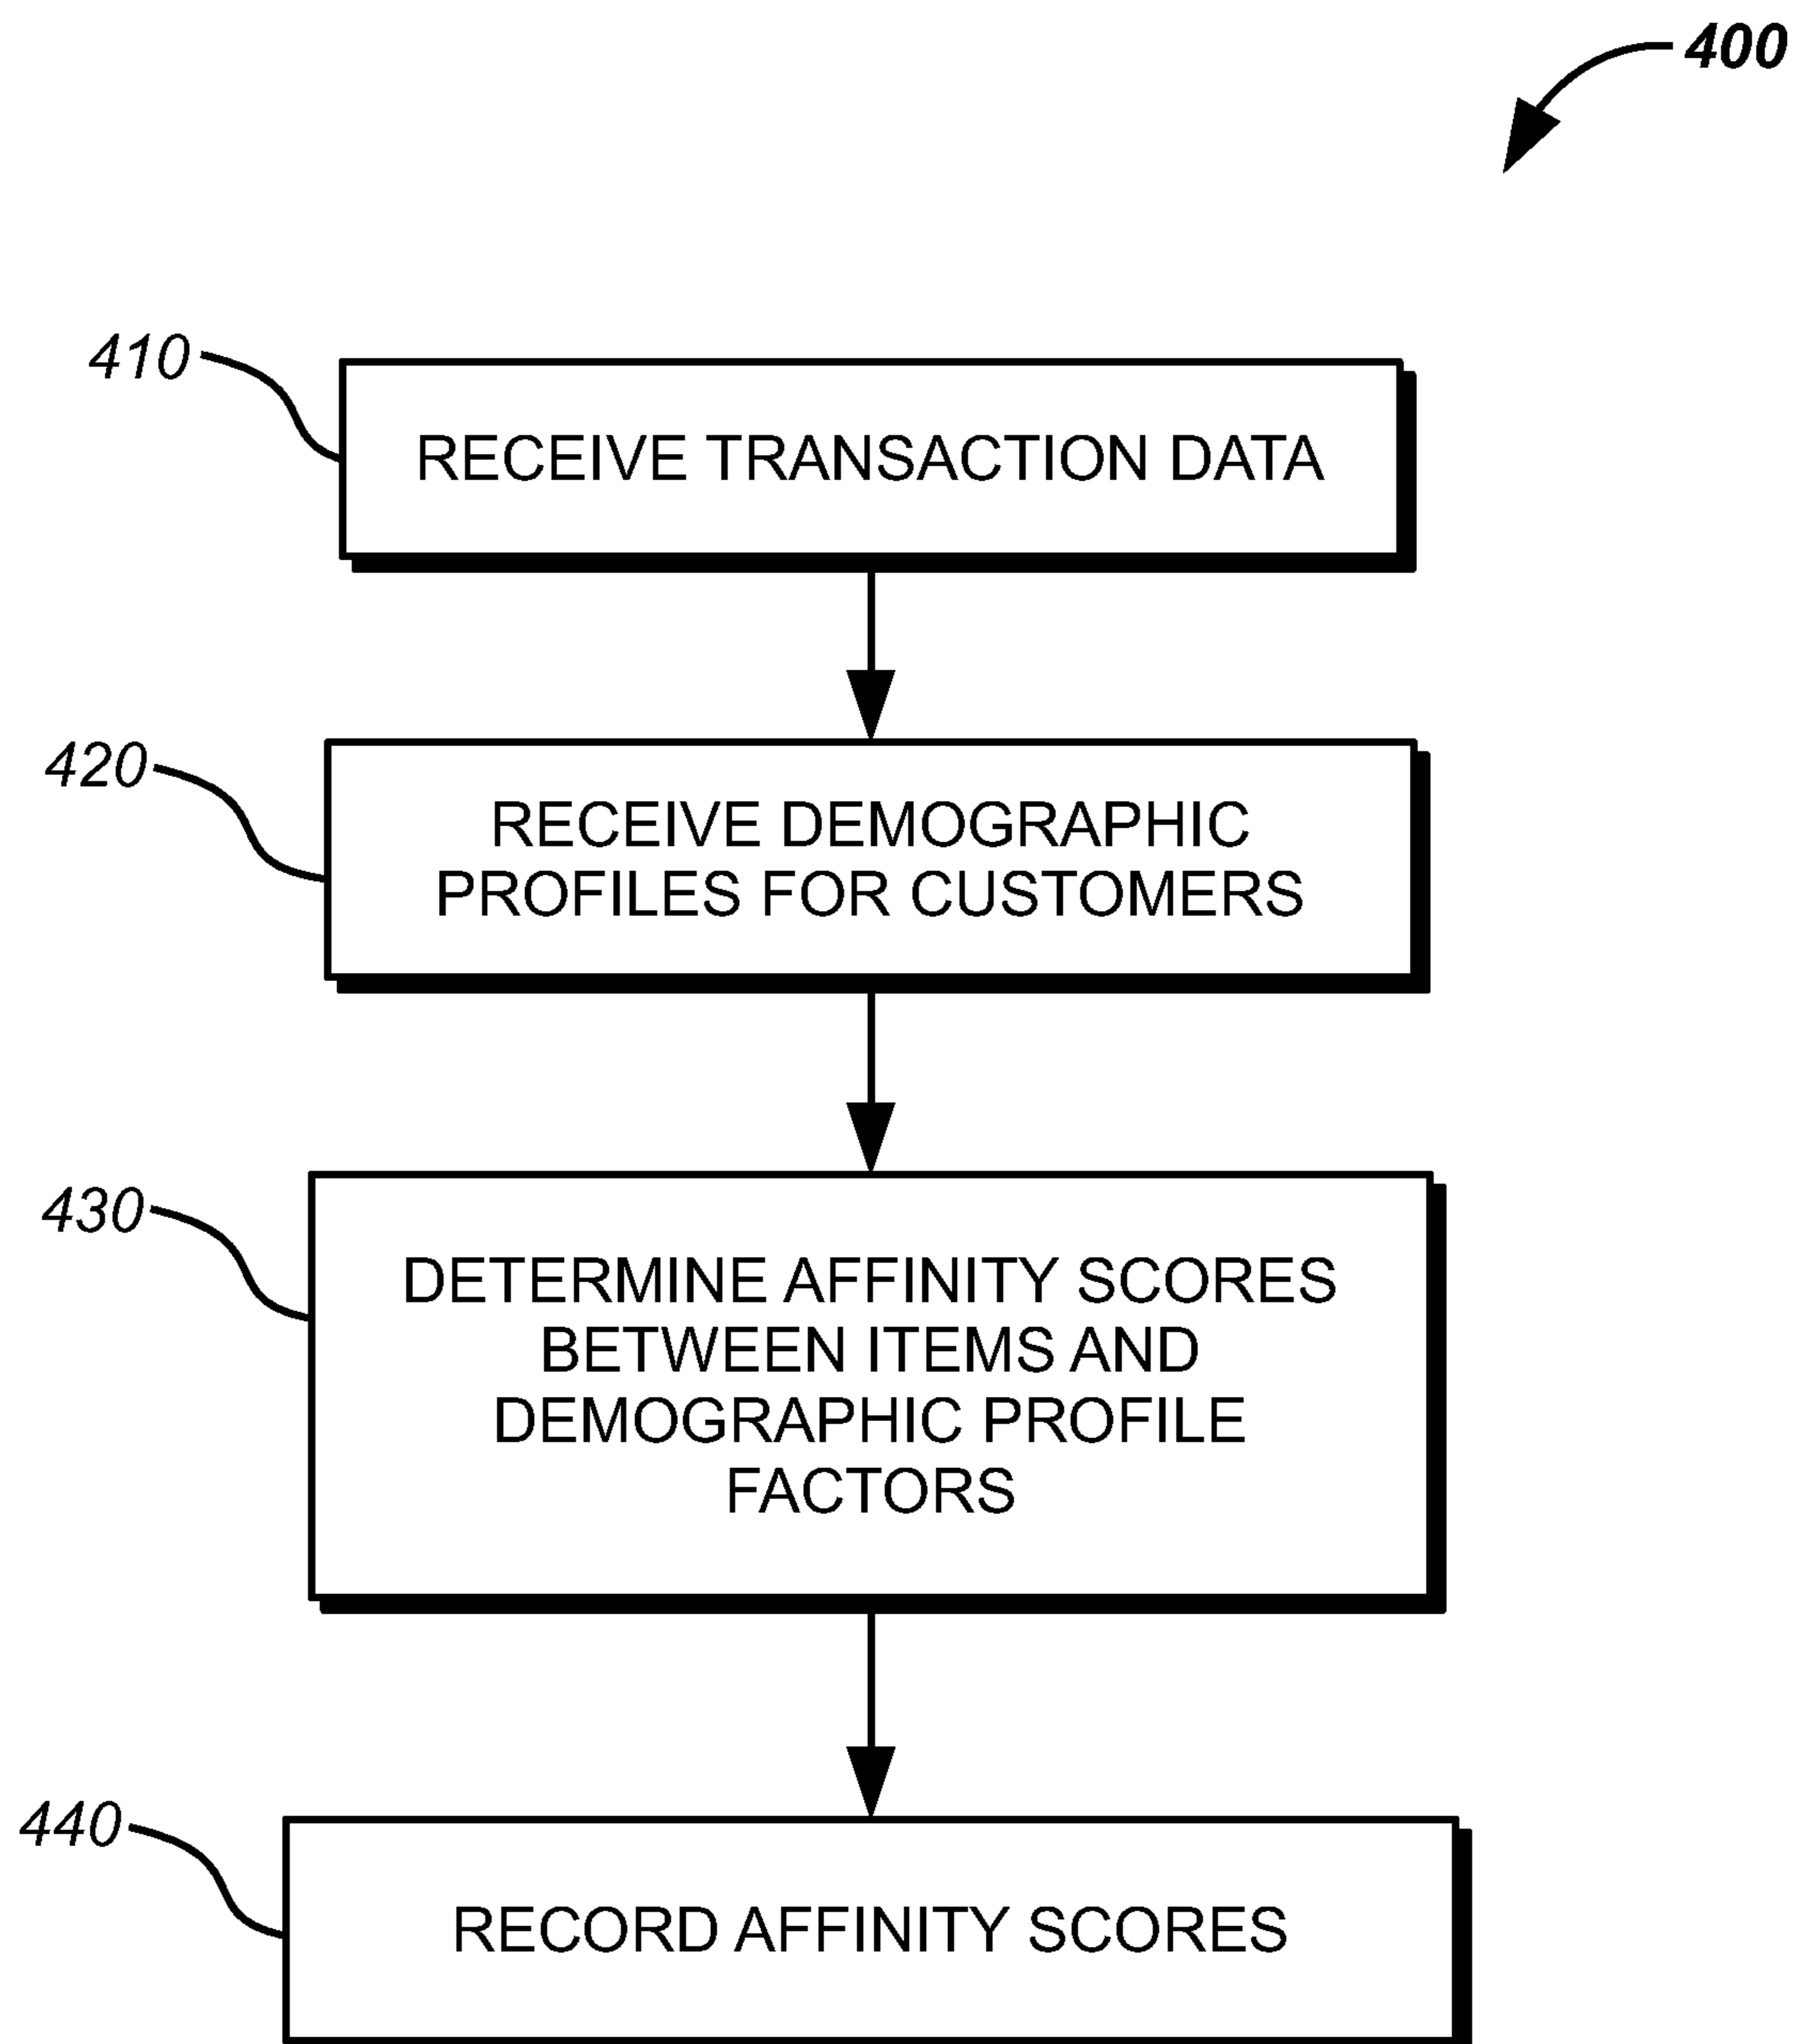 400
410
RECEIVE TRANSACTION DATA
420
RECEIVE DEMOGRAPHIC
PROFILES FOR CUSTOMERS
430
DETERMINE AFFINITY SCORES
BETWEEN ITEMS AND
DEMOGRAPHIC PROFILE
FACTORS
440
RECORD AFFINITY SCORES